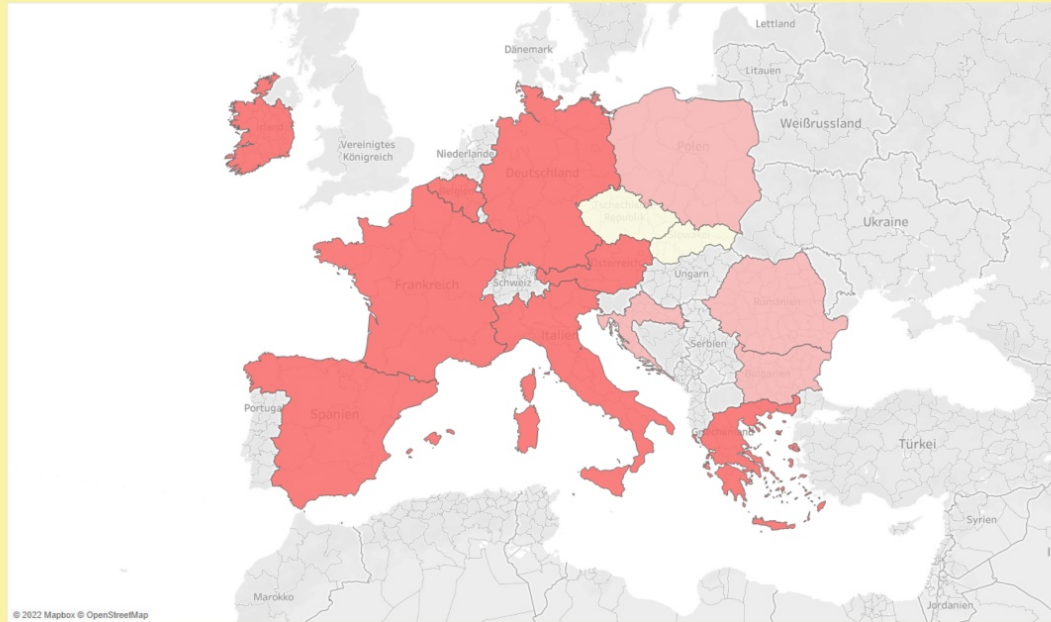 Lettland
Dänemark
Litauen
Weißrussland
Irland
Vereinigtes
Königreich
Niederlande
Polen
Deutschland
Belgien
Tschechische
Republik
Ukraine
Österreich
Ungarn
Frankreich
Schweiz
Rumänien
Italien
Serbien
Bulgarien
Portugal
Spanien
Griechenland
Türkei
Syrien
Marokko
Jordanien
© 2022 Mapbox © OpenStreetMap